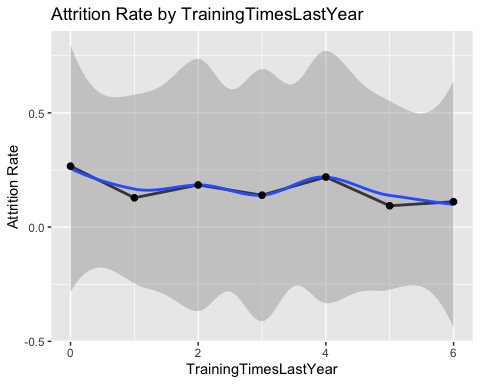 Attrition Rate by TrainingTimesLastYear
Attrition Rate
0.5
0.0
-0.5
0 2 4 6
TrainingTimesLastYear